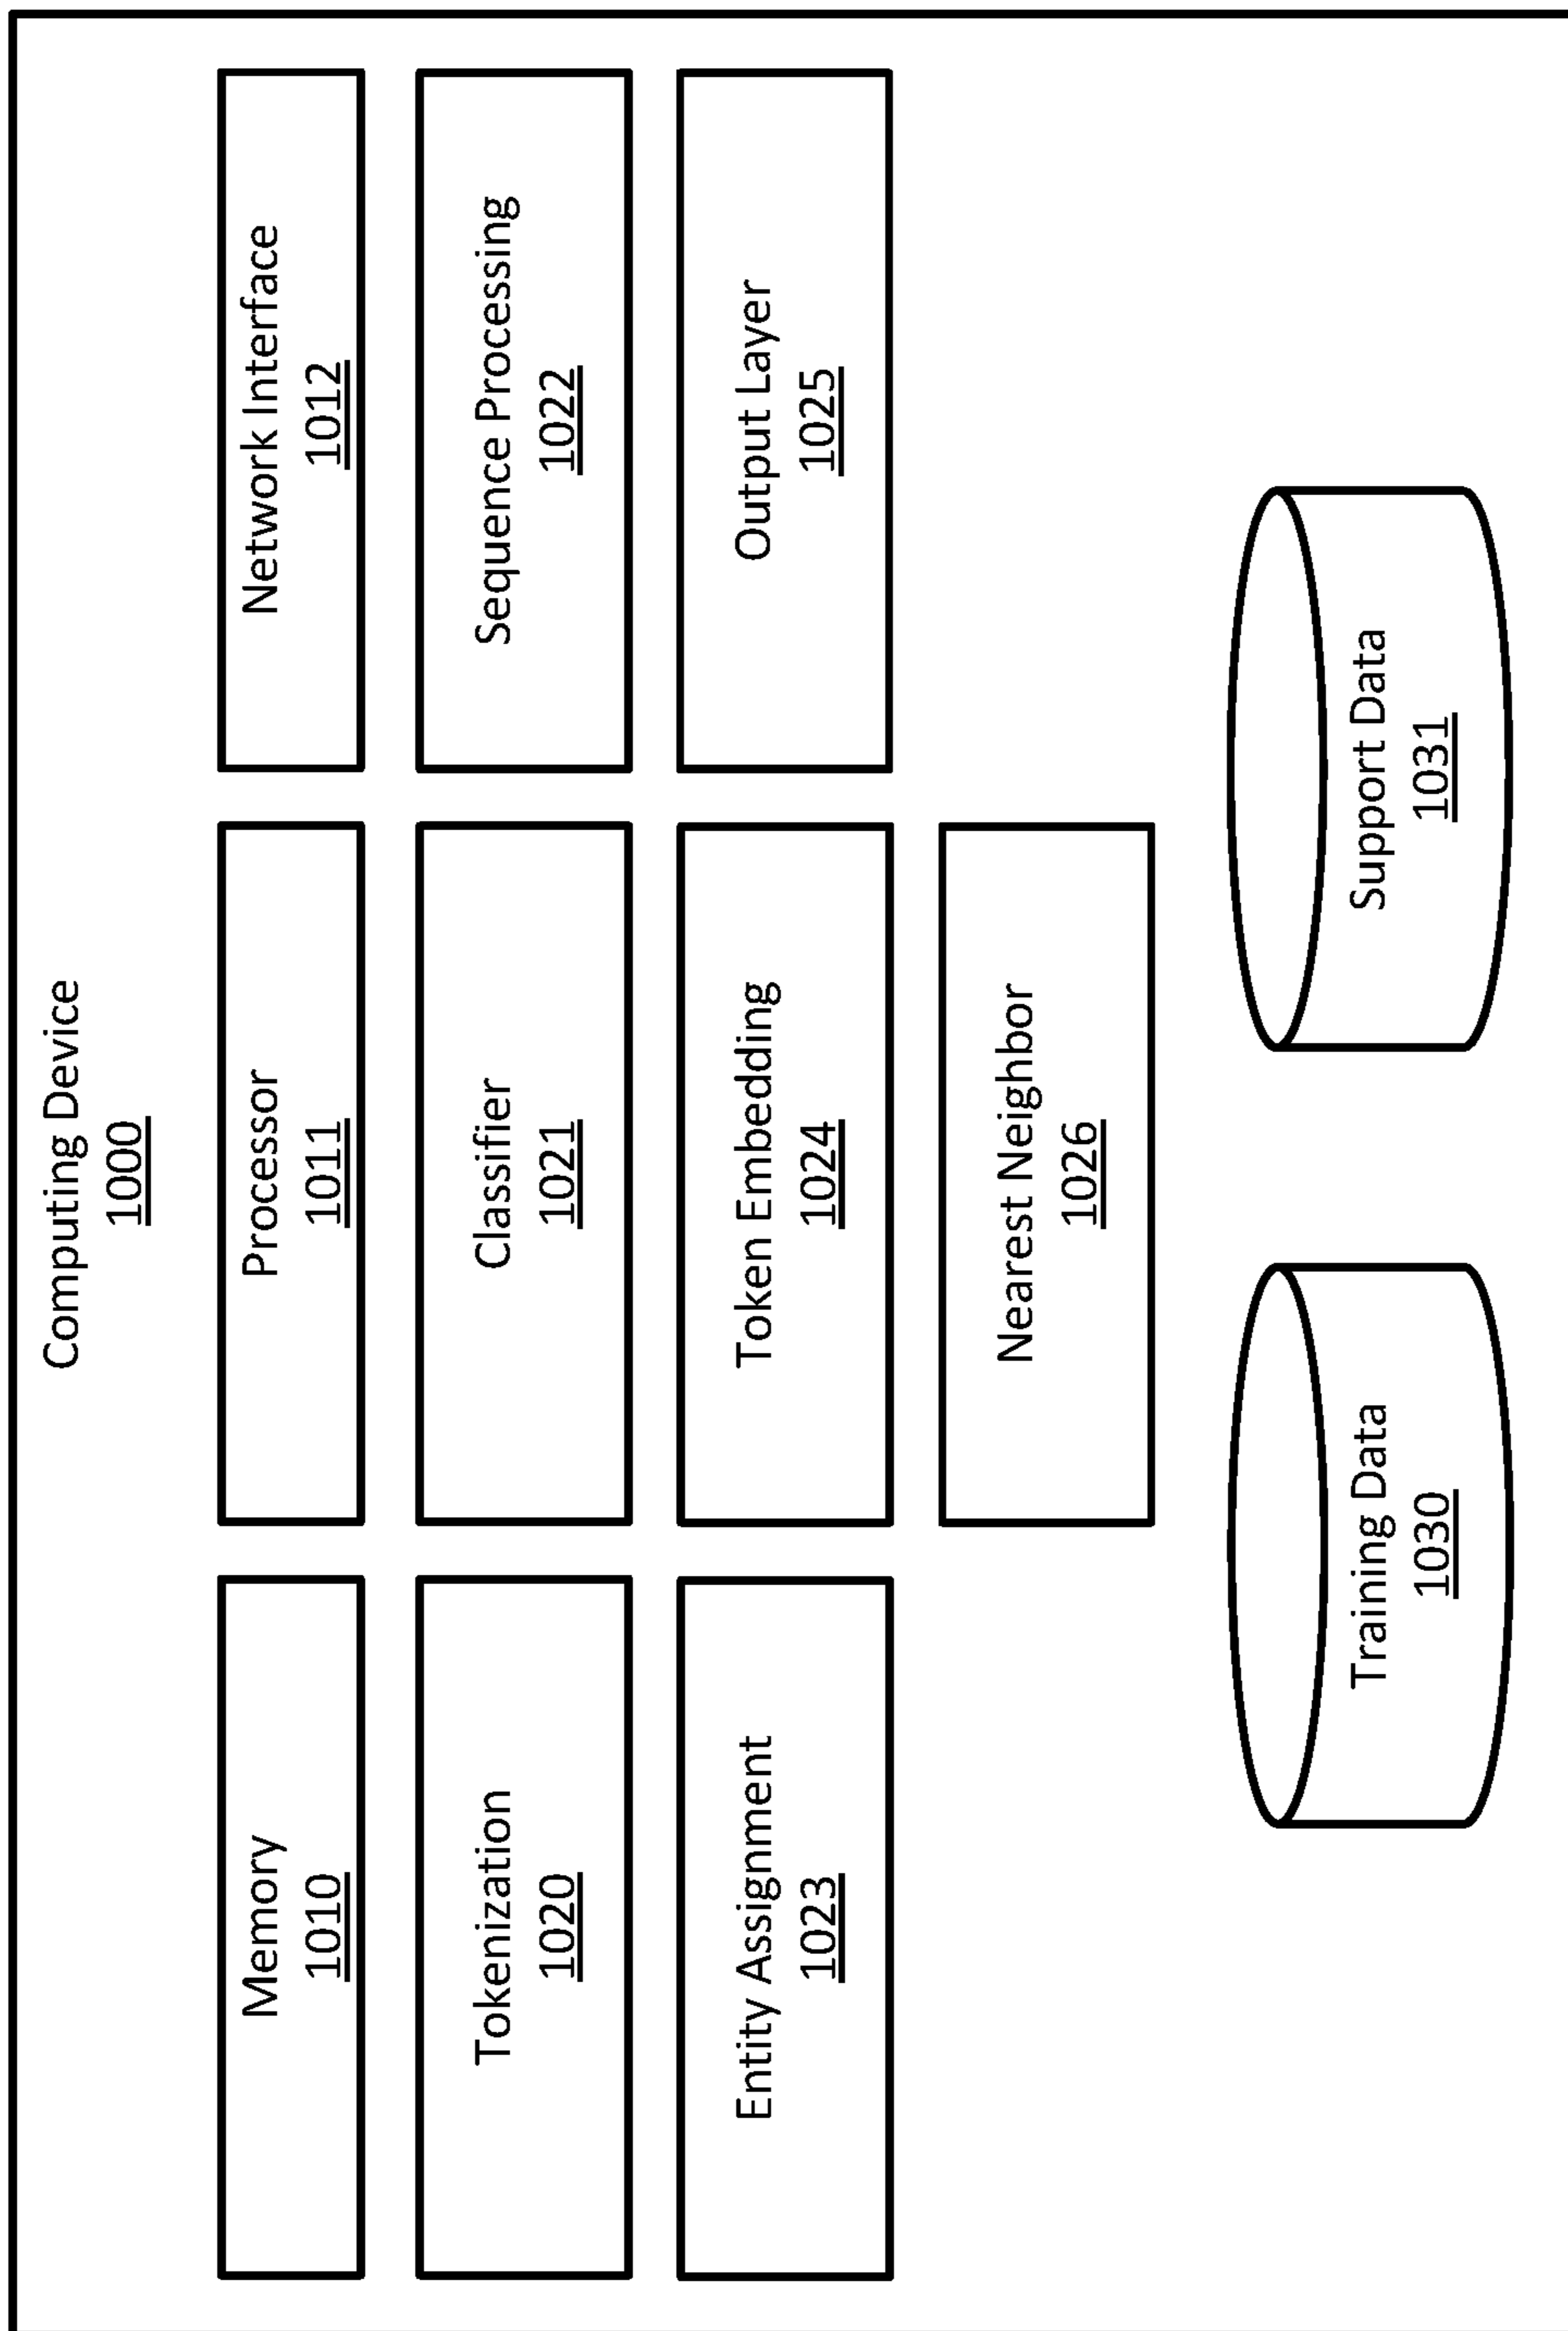 Computing Device
1000
Memory
1010
Processor
1011
Network Interface
1012
Tokenization
1020
Classifier
1021
Sequence Processing
1022
Entity Assignment
1023
Token Embedding
1024
Output Layer
1025
Nearest Neighbor
1026
Training Data
1030
Support Data
1031